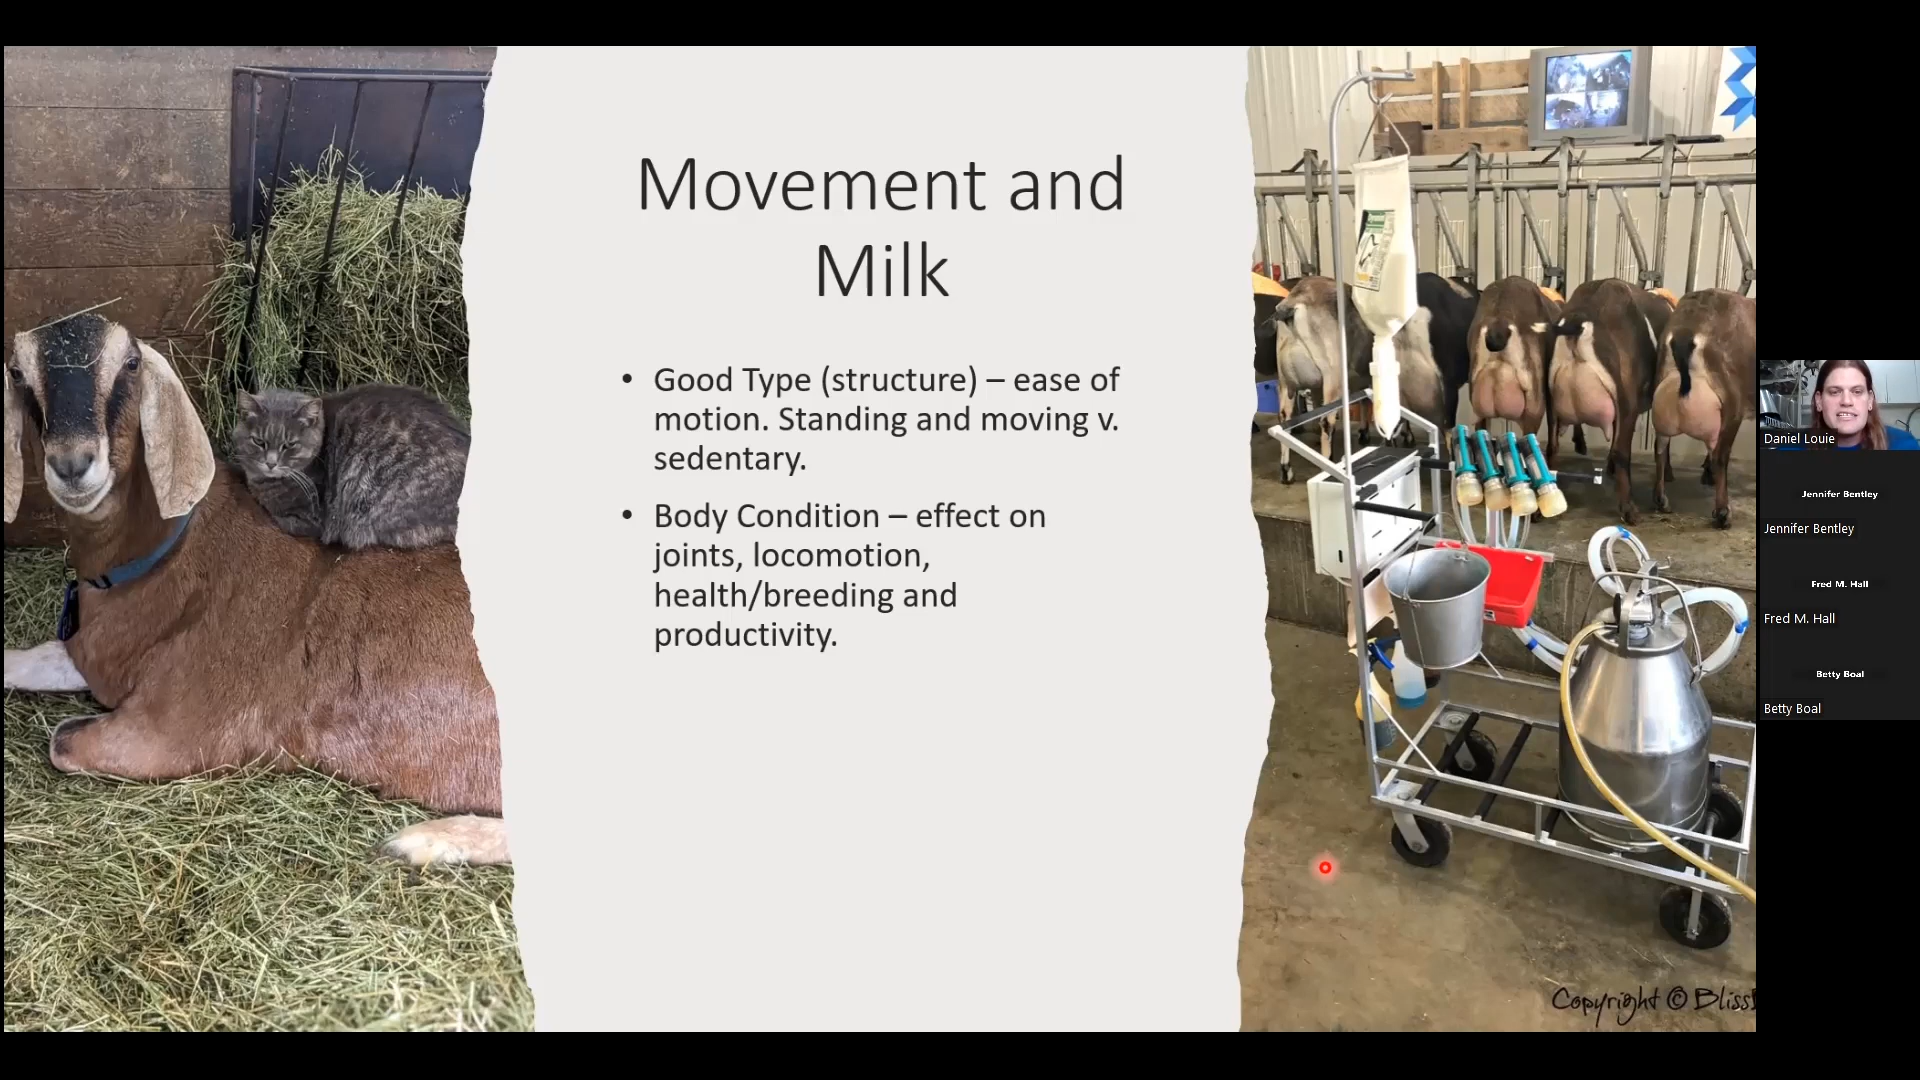 Movement and
Milk
• Good Type (structure) – ease of
motion. Standing and moving v.
sedentary.
• Body Condition – effect on
joints, locomotion,
health/breeding and
productivity.
Copyright © Bliss
Daniel Louie
Jennifer Bentley
Jennifer Bentley
Fred M. Hall
Fred M. Hall
Betty Boal
Betty Boal